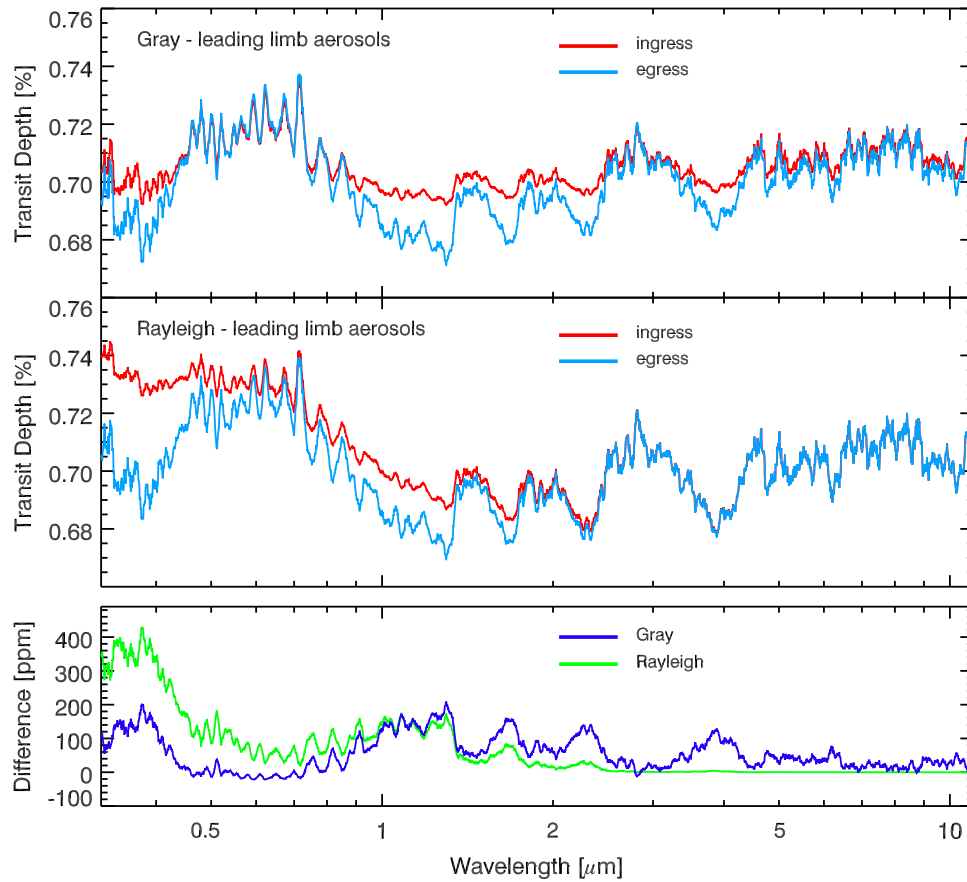 0.76
0.74
0.72
0.70
0.68
Transit Depth [%]
Gray - leading limb aerosols
ingress
egress
0.76
0.74
0.72
0.70
0.68
Transit Depth [%]
Rayleigh - leading limb aerosols
ingress
egress
400
300
200
100
0
-100
Difference [ppm]
Gray
Rayleigh
0.5
1
2
5
10
Wavelength [μm]